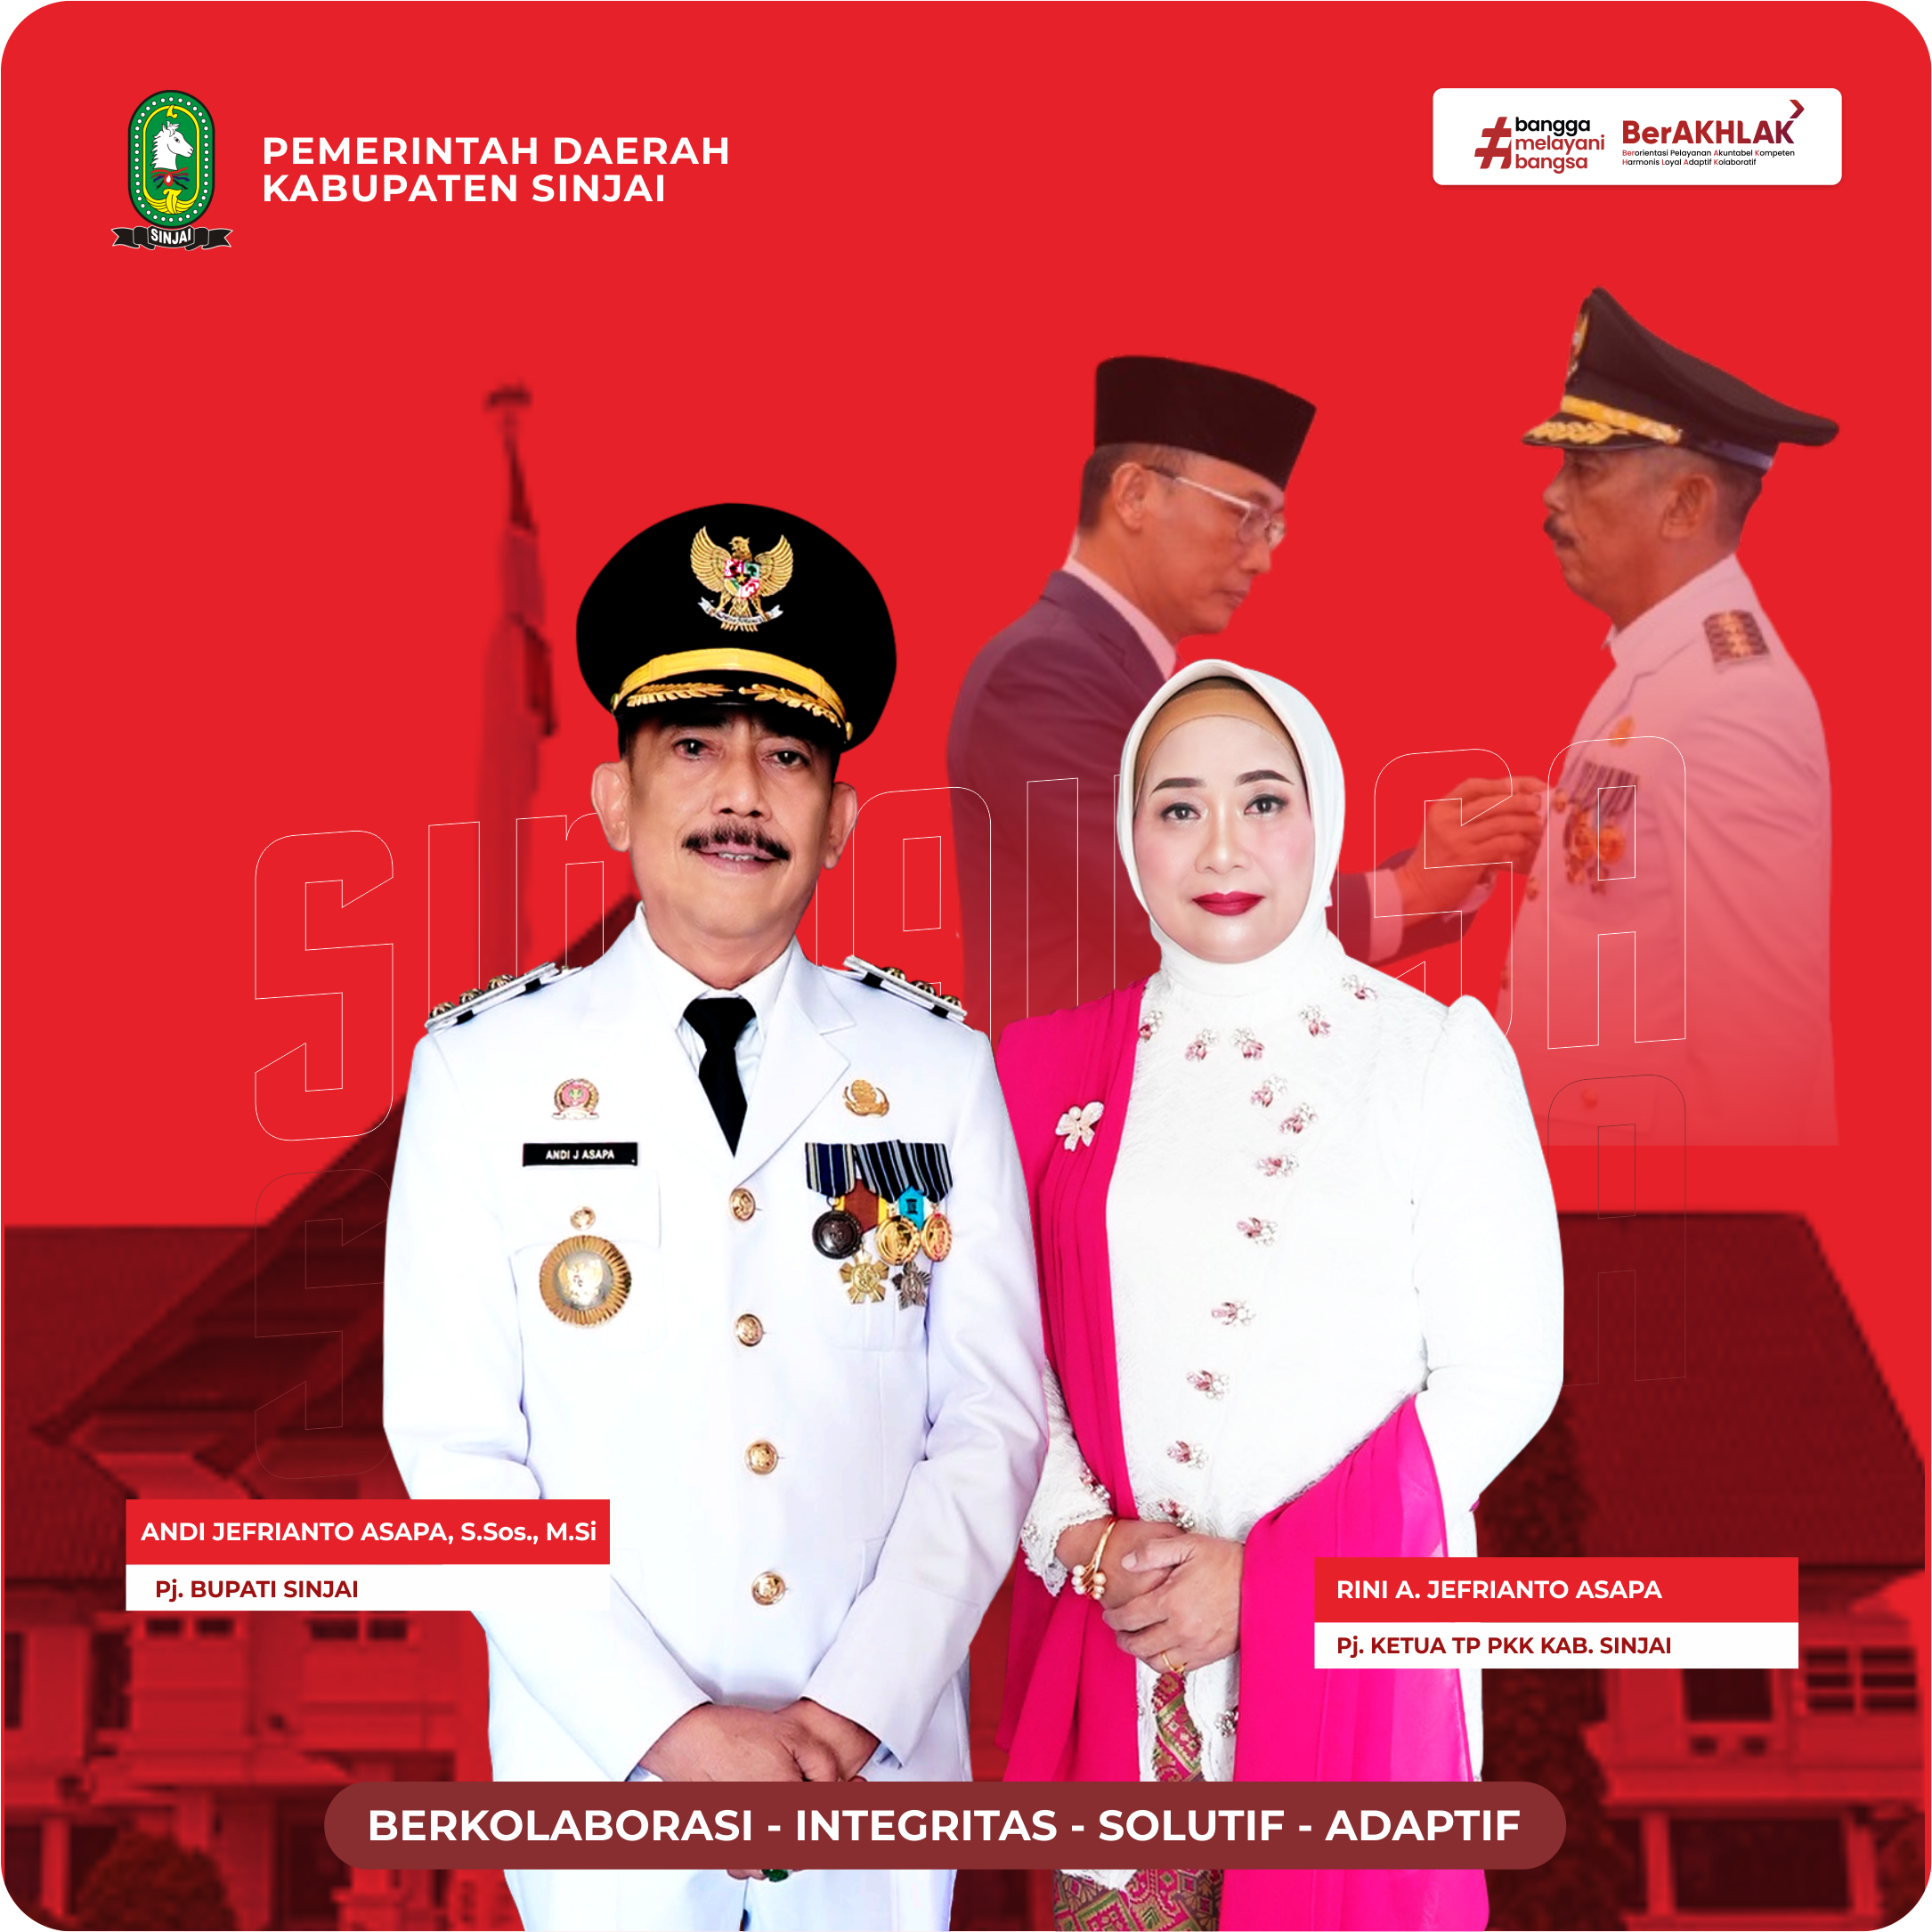 PEMERINTAH DAERAH
KABUPATEN SINJAI
SINJAI
#bangga
melayani
bangsa
BerAKHLAK
Berorientasi Pelayanan Akuntabel Kompeten
Harmonis Loyal Adaptif Kolaboratif
ANDI J ASAPA
ANDI JEFRIANTO ASAPA, S.Sos., M.Si
Pj. BUPATI SINJAI
RINI A. JEFRIANTO ASAPA
Pj. KETUA TP PKK KAB. SINJAI
BERKOLABORASI - INTEGRITAS - SOLUTIF - ADAPTIF